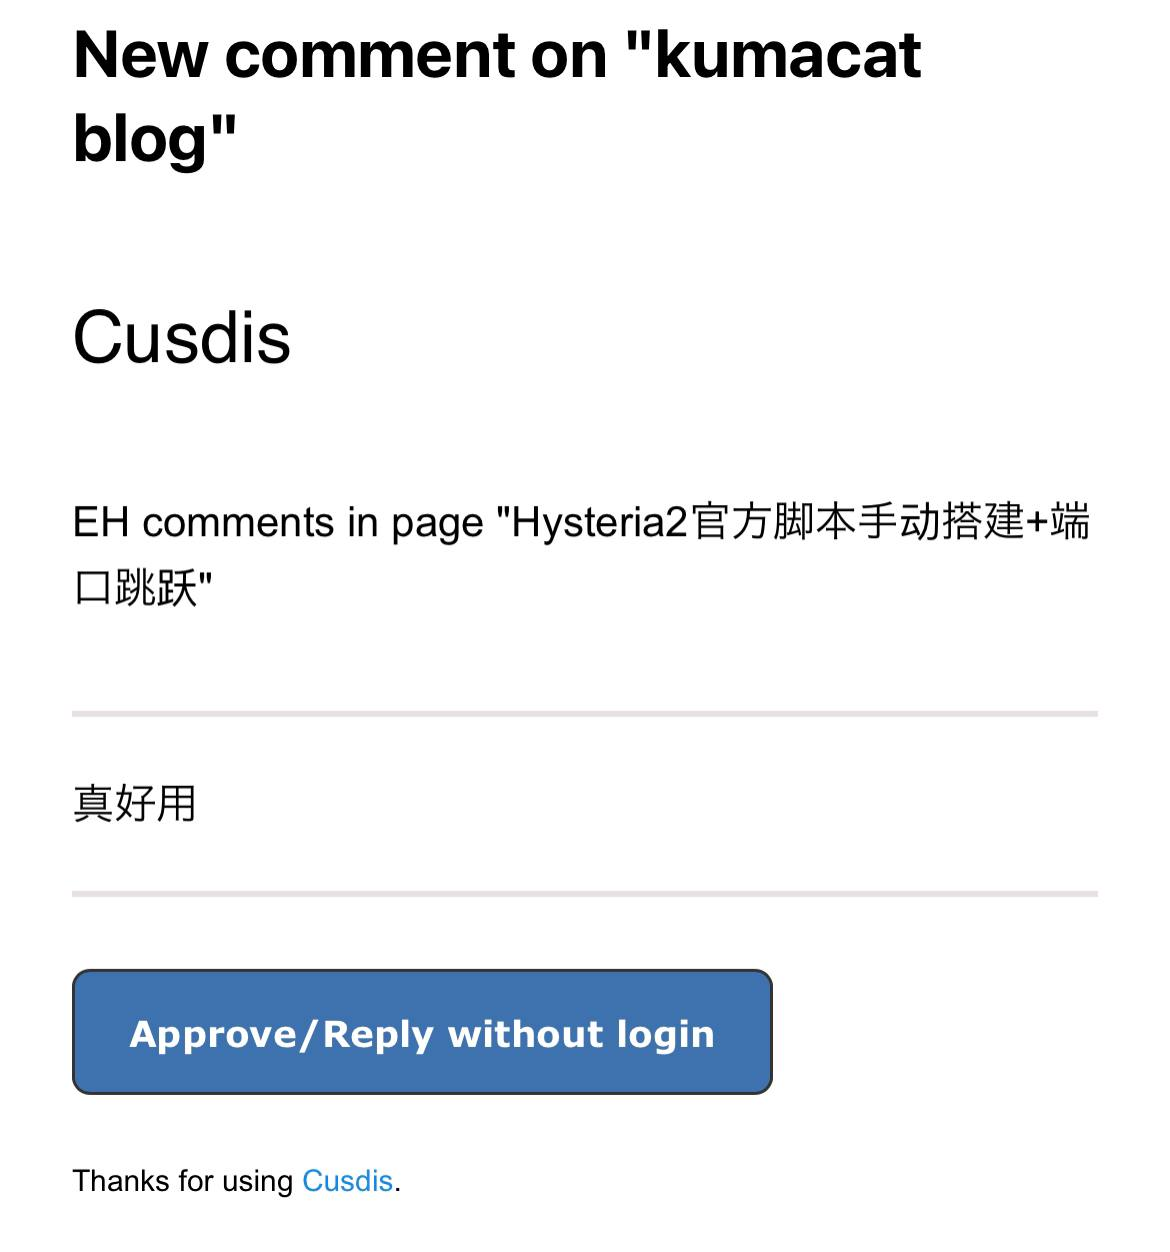 New comment on "kumacat
blog"
Cusdis
EH comments in page "Hysteria2官方脚本手动搭建+端
口跳跃"
真好用
Approve/Reply without login
Thanks for using Cusdis.